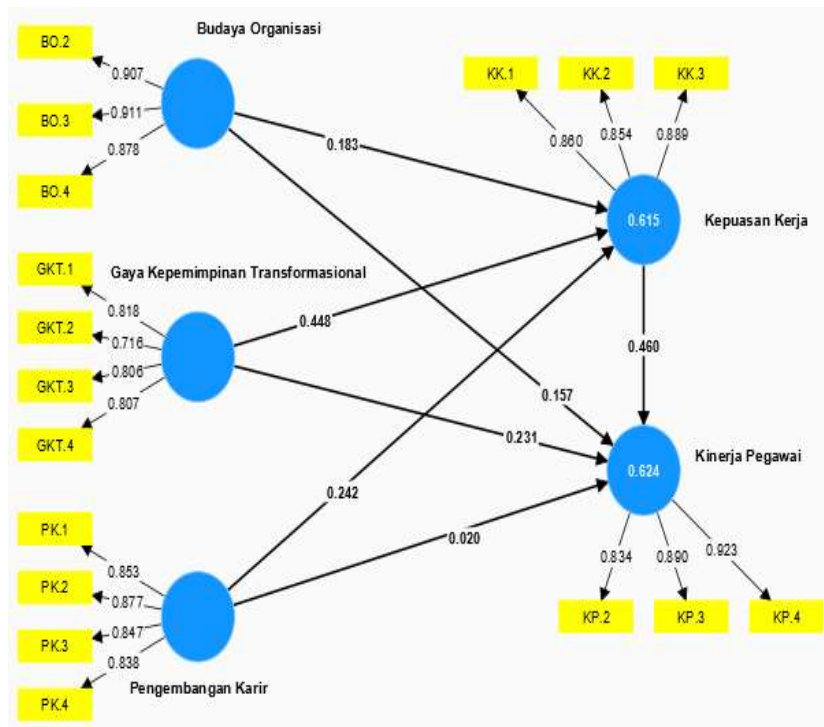 Budaya Organisasi
BO.2
0.907
BO.3
0.911
0.878
BO.4
KK.1
KK.2
KK.3
0.860
0.854
0.889
0.183
0.615
Kepuasan Kerja
Gaya Kepemimpinan Transformasional
GKT.1
0.818
GKT.2
0.716
GKT.3
0.806
0.807
GKT.4
0.448
0.460
0.157
0.231
Kinerja Pegawai
0.624
0.242
0.020
PK.1
0.853
PK.2
0.877
PK.3
0.847
0.838
PK.4
Pengembangan Karir
0.834
0.890
0.923
KP.2
KP.3
KP.4